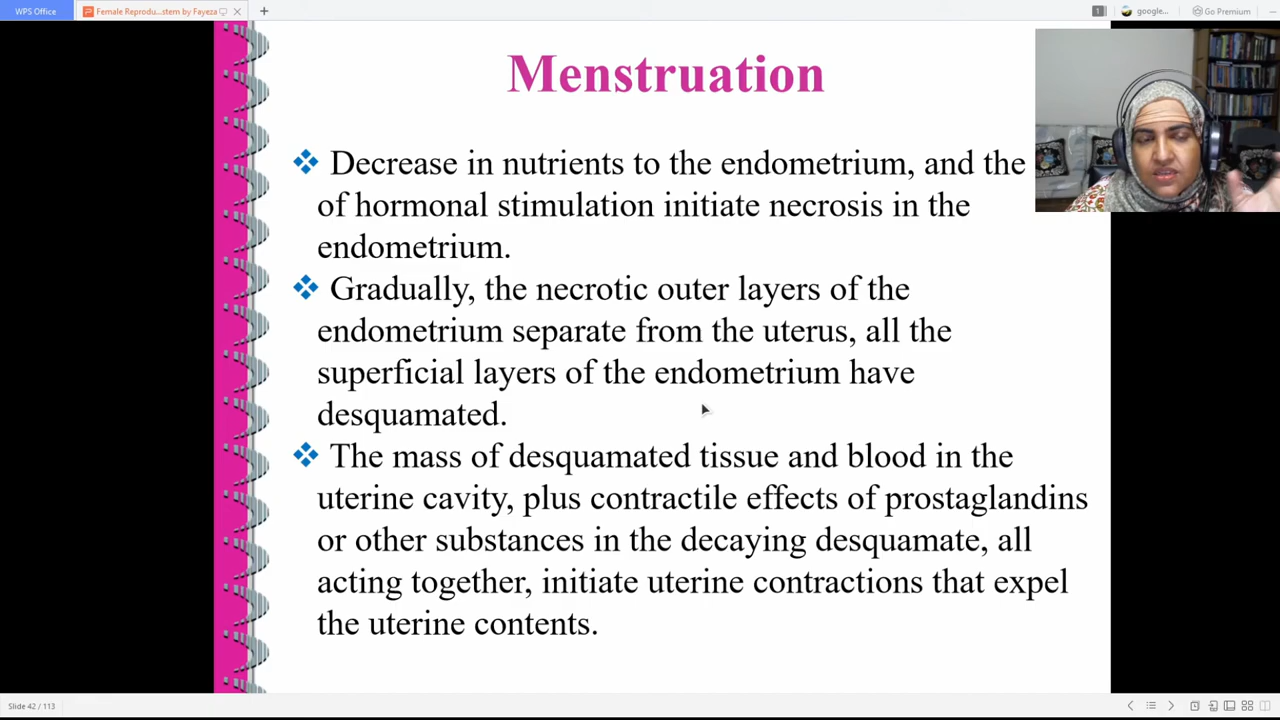 WPS Office
Female Reprodu...stem by Fayeza
1
google...
Go Premium
Menstruation
Decrease in nutrients to the endometrium, and the
of hormonal stimulation initiate necrosis in the
endometrium.
Gradually, the necrotic outer layers of the
endometrium separate from the uterus, all the
superficial layers of the endometrium have
desquamated.
The mass of desquamated tissue and blood in the
uterine cavity, plus contractile effects of prostaglandins
or other substances in the decaying desquamate, all
acting together, initiate uterine contractions that expel
the uterine contents.
Slide 42 / 113